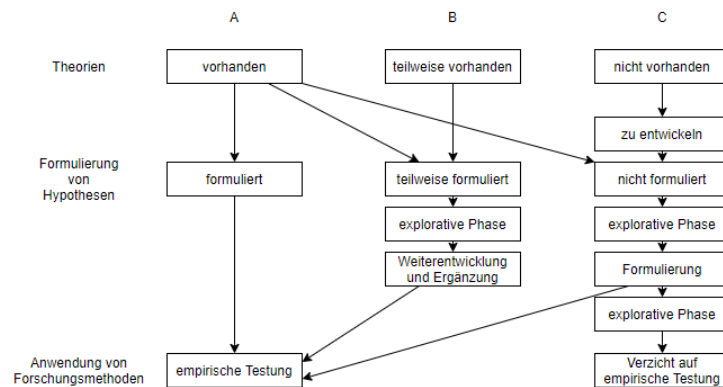 A B C
Theorien vorhanden teilweise vorhanden nicht vorhanden
zu entwickeln
Formulierung
von
Hypothesen
formuliert teilweise formuliert nicht formuliert
explorative Phase explorative Phase
Weiterentwicklung
und Ergänzung
Formulierung
explorative Phase
Anwendung von
Forschungsmethoden
empirische Testung
Verzicht auf
empirische Testung